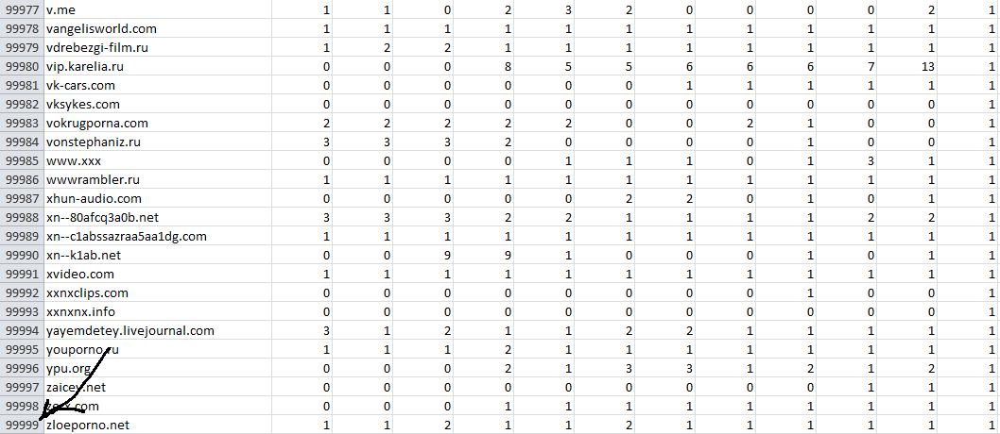 99977 v.me 1 1 0 2 3 2 0 0 0 0 2 1
99978 vangelisworld.com 1 1 1 1 1 1 1 1 1 1 1 1
99979 vdrebezgi-film.ru 1 2 2 1 1 1 1 1 1 1 1 1
99980 vip.karelia.ru 0 0 0 8 5 5 6 6 6 7 13 1
99981 vk-cars.com 0 0 0 0 0 0 1 1 1 1 1 1
99982 vksykes.com 0 0 0 0 0 0 0 0 0 0 0 1
99983 vokrugporna.com 2 2 2 2 2 0 0 2 1 0 0 1
99984 vonstephaniz.ru 3 3 3 2 0 0 0 0 1 0 0 1
99985 www.xxx 0 0 0 0 1 1 1 0 1 3 1 1
99986 wwwrambler.ru 1 1 1 1 1 1 1 1 1 1 1 1
99987 xhun-audio.com 0 0 0 0 0 2 2 0 1 0 1 1
99988 xn--80afcq3a0b.net 3 3 3 2 2 1 1 1 1 2 2 1
99989 xn--c1abssazraa5aa1dg.com 1 1 1 1 1 1 1 1 1 1 1 1
99990 xn--k1ab.net 0 0 9 9 1 0 0 0 1 0 1 1
99991 xvideo.com 1 1 1 1 1 1 1 1 1 1 1 1
99992 xxnxclips.com 0 0 0 0 0 0 0 0 1 0 0 1
99993 xxnxnx.info 0 0 0 0 0 0 0 0 0 0 0 1
99994 yayemdetey.livejournal.com 3 1 2 1 1 2 2 1 1 1 1 1
99995 youporno.ru 1 1 1 2 1 1 1 1 1 1 1 1
99996 ypu.org 0 0 0 2 1 3 3 1 2 1 2 1
99997 zaicev.net 0 0 0 0 0 0 0 0 0 1 1 1
99998 0 0 0 1 1 1 1 1 1 1 1 1
99999 zloeporno.net 1 1 2 1 1 2 1 1 1 1 1 1